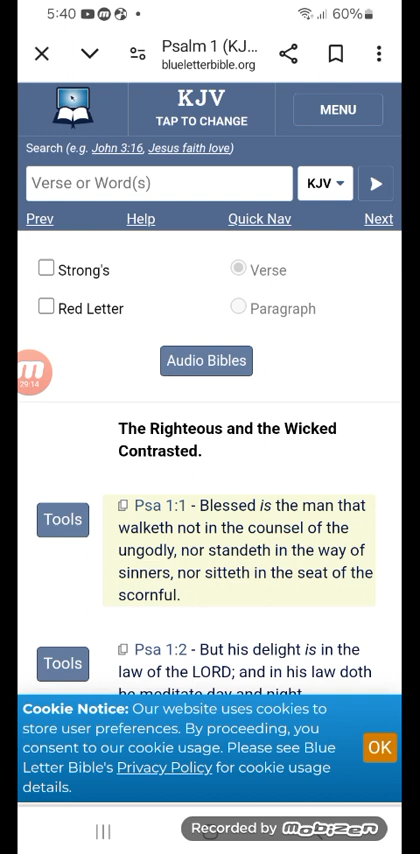 5:40 60%
Psalm 1 (KJ...
blueletterbible.org
KJV
TAP TO CHANGE
MENU
Search (e.g. John 3:16, Jesus faith love)
Verse or Word(s) KJV
Prev Help Quick Nav Next
Strong's Verse
Red Letter Paragraph
Audio Bibles
29:14
The Righteous and the Wicked
Contrasted.
Tools
Psa 1:1 - Blessed is the man that
walketh not in the counsel of the
ungodly, nor standeth in the way of
sinners, nor sitteth in the seat of the
scornful.
Tools
Psa 1:2 - But his delight is in the
law of the LORD; and in his law doth
he meditate day and night.
Cookie Notice: Our website uses cookies to
store user preferences. By proceeding, you
consent to our cookie usage. Please see Blue
Letter Bible's Privacy Policy for cookie usage
details.
OK
Recorded by mobizen